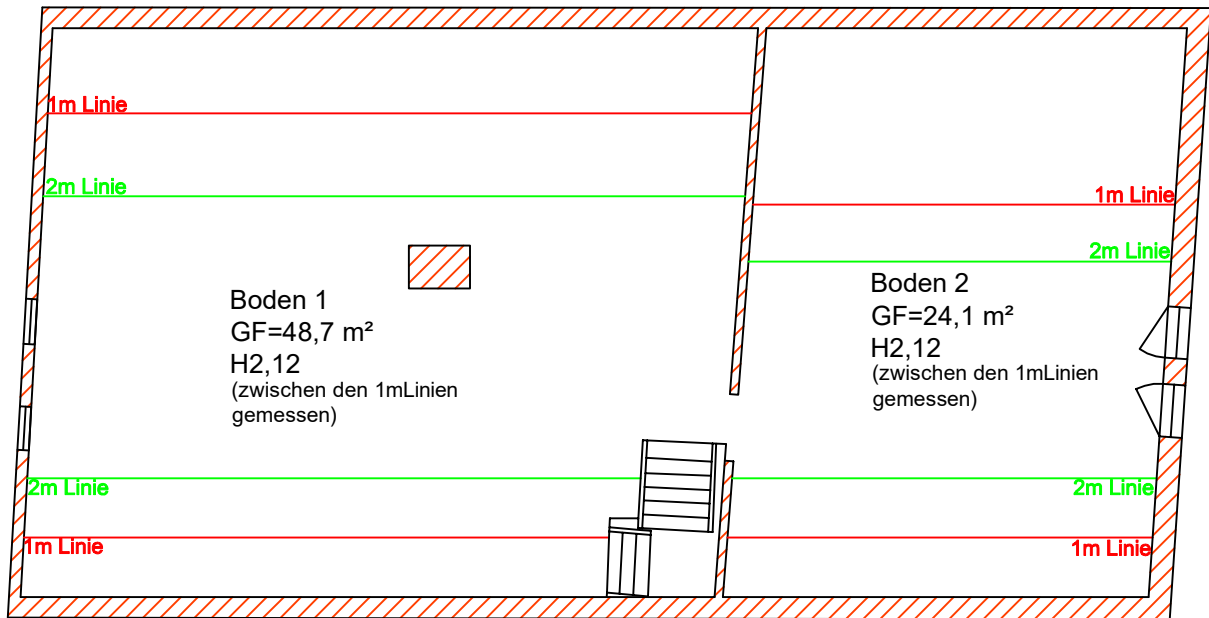 1m Linie
2m Linie
1m Linie
2m Linie
Boden 1
GF=48,7 m²
H2,12
(zwischen den 1mLinien
gemessen)
Boden 2
GF=24,1 m²
H2,12
(zwischen den 1mLinien
gemessen)
2m Linie
2m Linie
1m Linie
1m Linie